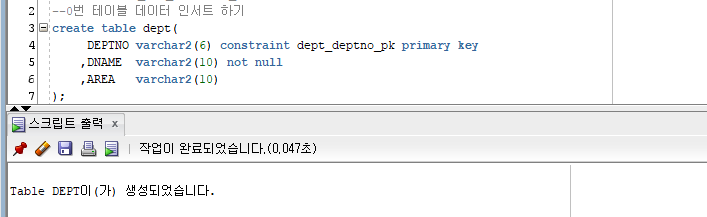 2 --0번 테이블 데이터 인서트 하기
3 create table dept(
4 DEPTNO varchar2(6) constraint dept_deptno_pk primary key
5 ,DNAME varchar2(10) not null
6 ,AREA varchar2(10)
7 );
스크립트 출력 x
작업이 완료되었습니다.(0,047초)
Table DEPT이(가) 생성되었습니다.